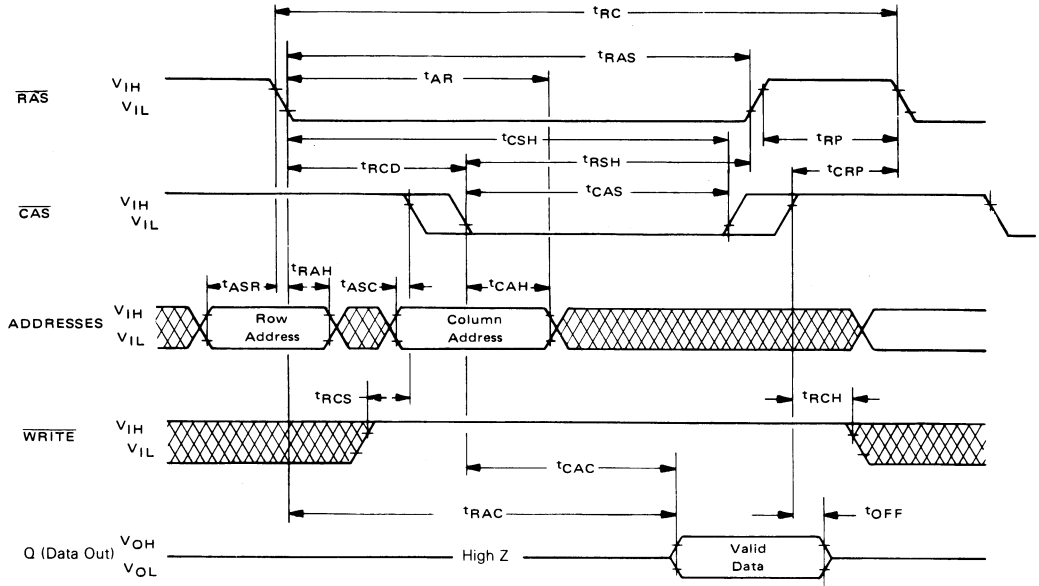 tRC
tRAS
tAR
RAS
VIH
VIL
tCSH
tRP
tRCD
tRSH
tCRP
tCAS
CAS
VIH
VIL
tASR
tRAH
tASC
tCAH
ADDRESSES
VIH
VIL
Row
Address
Column
Address
tRCS
tRCH
WRITE
VIH
VIL
tCAC
tRAC
tOFF
Q (Data Out)
VOH
VOL
High Z
Valid
Data